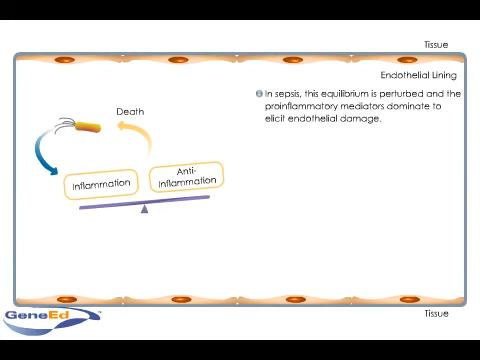 Tissue
Endothelial Lining
In sepsis, this equilibrium is perturbed and the
proinflammatory mediators dominate to
elicit endothelial damage.
Death
Inflammation
Anti-
Inflammation
GeneEd
Tissue